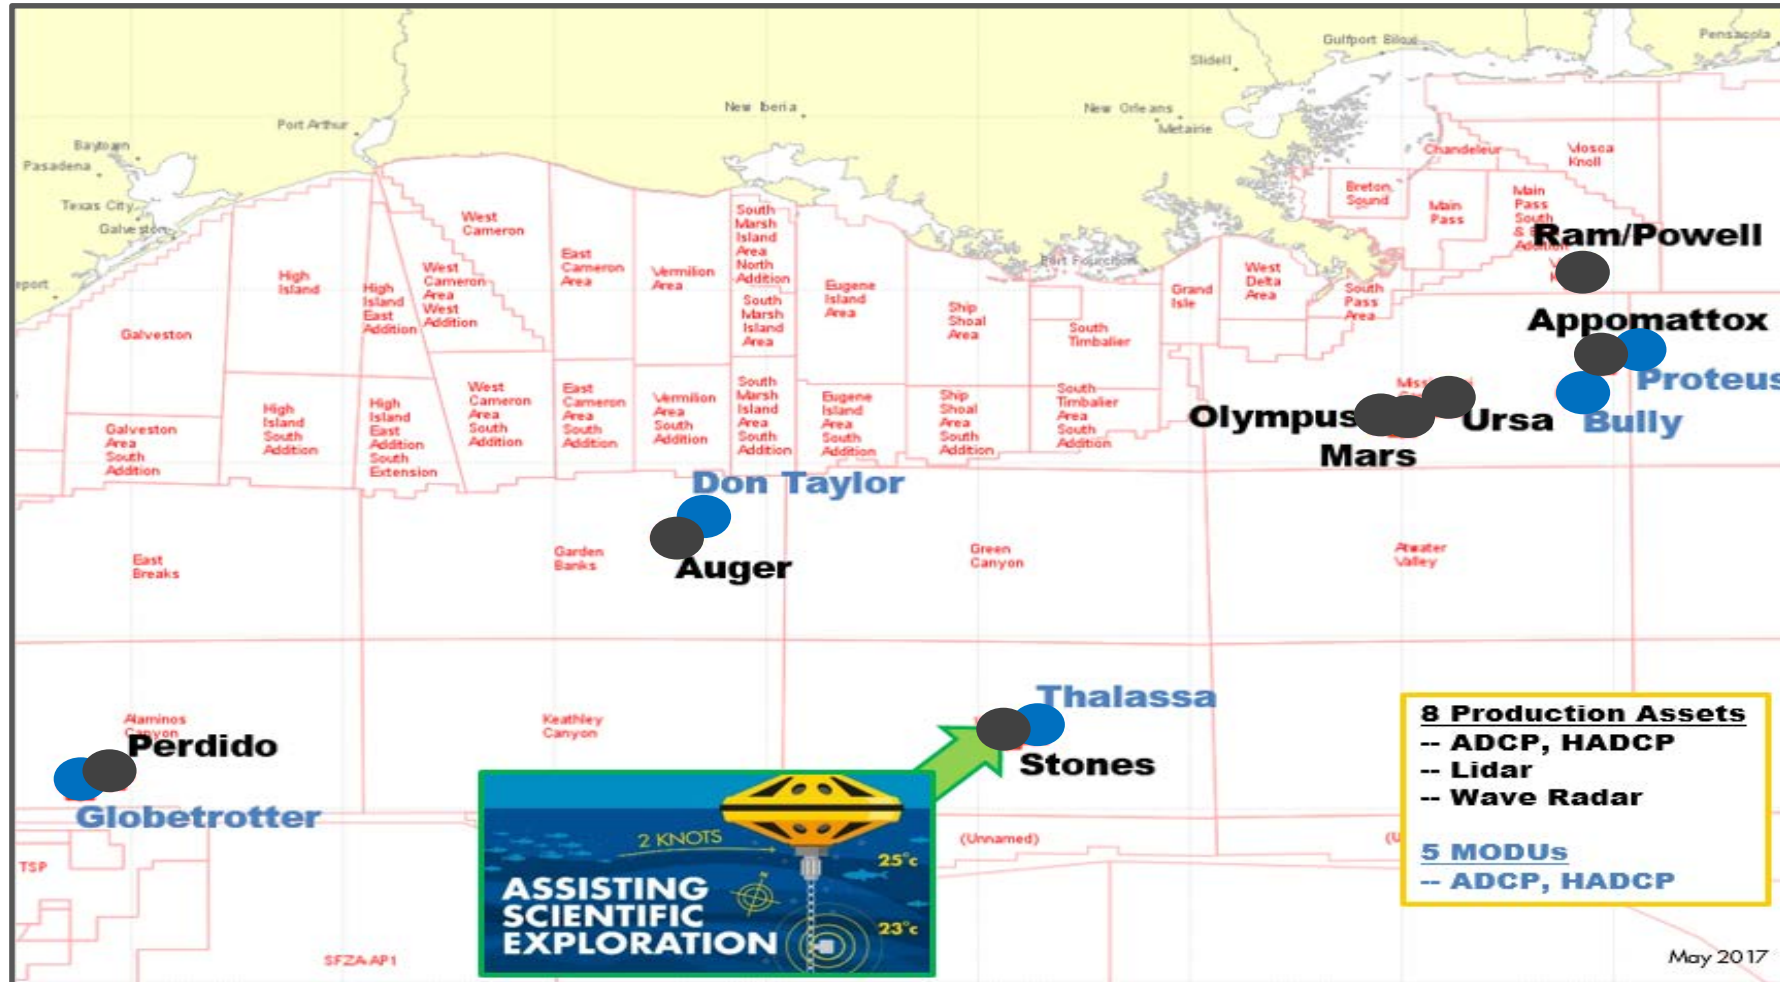 Gulfport Biloxi
Pensacola
Slidell
New Iberia
New Orleans
Metairie
Port Arthur
Baytown
Pasadena
Texas City
Galveston
eport
Port Fourchon
Chandeleur
Breton
Sound
Main
Pass
Main
Pass
South
Addition
Knoll
Ram/Powell
West
Cameron
West
Cameron
Area
West
Addition
High
Island
High
Island
East
Addition
Galveston
East
Cameron
Area
Vermilion
Area
South
Marsh
Island
Area
North
Addition
South
Marsh
Island
Area
Eugene
Island
Area
Ship
Shoal
Area
South
Timbalier
Grand
Isle
West
Delta
Area
South
Pass
Area
Appomattox
Proteus
Bully
Olympus
Mars
Ursa
Galveston
Area
South
Addition
High
Island
South
Addition
High
Island
East
Addition
South
Extension
West
Cameron
Area
South
Addition
East
Cameron
Area
South
Addition
Vermilion
Area
South
Addition
South
Marsh
Island
Area
South
Addition
Eugene
Island
Area
South
Addition
Ship
Shoal
Area
South
Addition
South
Timbalier
Area
South
Addition
Don Taylor
Auger
East
Breaks
Garden
Banks
Green
Canyon
Atwater
Valley
Alaminos
Canyon
Perdido
Globetrotter
Keathley
Canyon
Thalassa
Stones
(Unnamed)
TSP
SFZA-AP1
2 KNOTS
25°c
23°c
ASSISTING
SCIENTIFIC
EXPLORATION
8 Production Assets
-- ADCP, HADCP
-- Lidar
-- Wave Radar
5 MODUs
-- ADCP, HADCP
May 2017